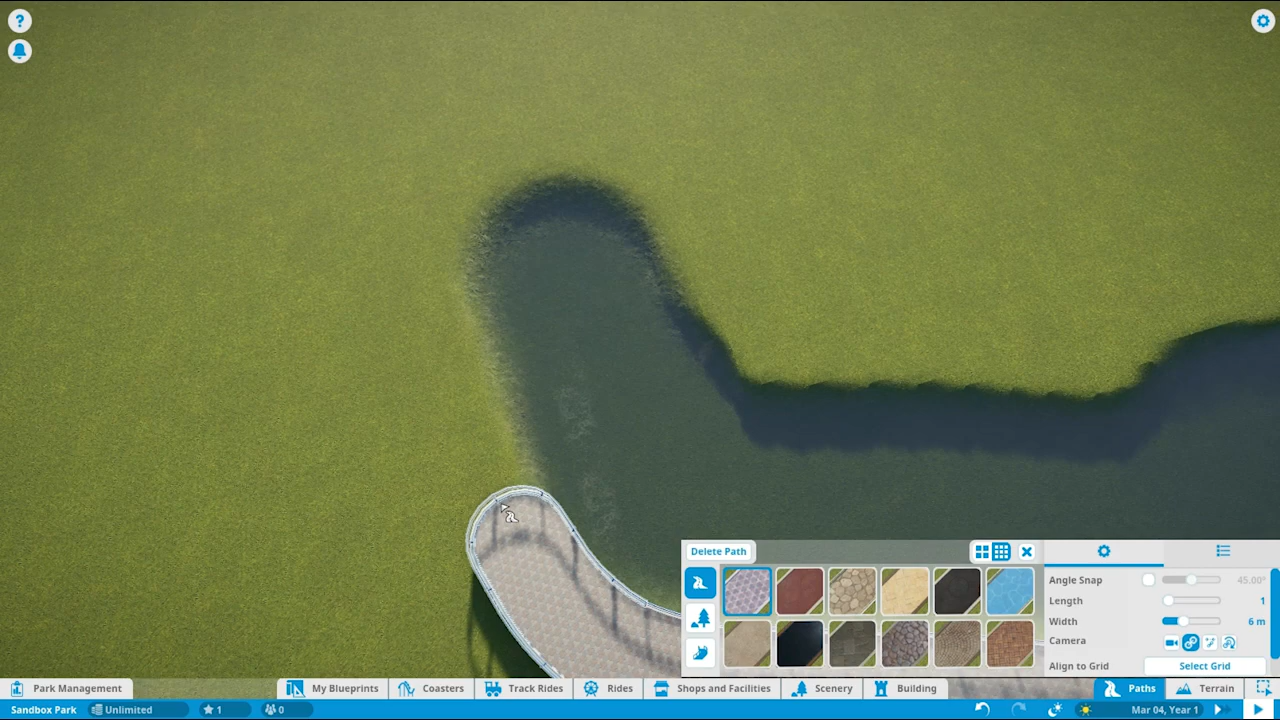 ?
Delete Path
Angle Snap 45.00°
Length 1
Width 6 m
Camera
Align to Grid Select Grid
Park Management My Blueprints Coasters Track Rides Rides Shops and Facilities Scenery Building Paths Terrain
Sandbox Park Unlimited 1 0 Mar 04, Year 1